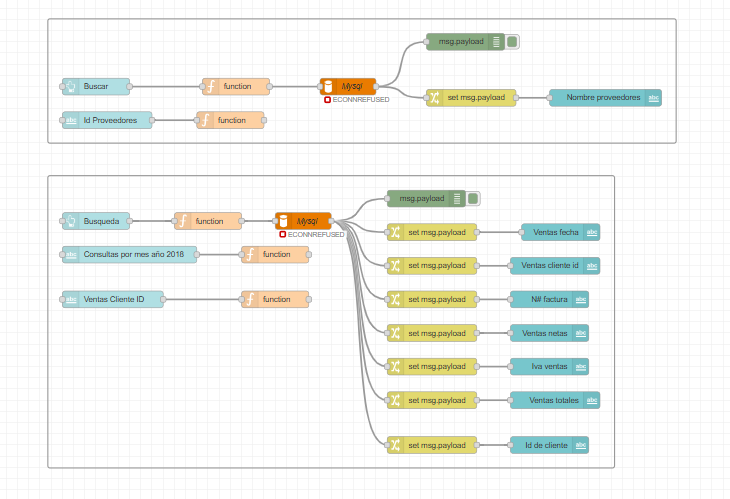 msg.payload
Buscar
function
Mysql
ECONNREFUSED
set msg.payload
Nombre proveedores
abc
abc
Id Proveedores
function
msg.payload
Busqueda
function
Mysql
ECONNREFUSED
set msg.payload
Ventas fecha
abc
Consultas por mes año 2018
function
set msg.payload
Ventas cliente id
abc
abc
Ventas Cliente ID
function
set msg.payload
N# factura
abc
set msg.payload
Ventas netas
abc
set msg.payload
Iva ventas
abc
set msg.payload
Ventas totales
abc
set msg.payload
Id de cliente
abc